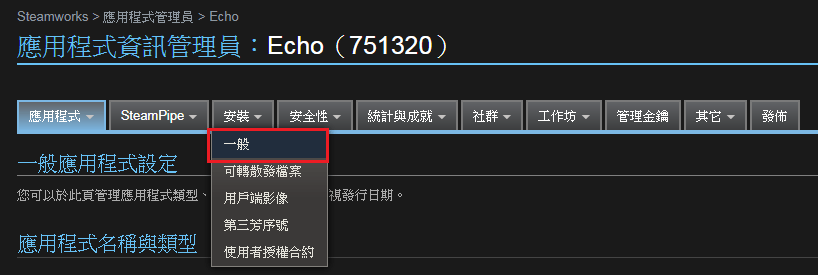 Steamworks > 應用程式管理員 > Echo
應用程式資訊管理員：Echo（751320）
應用程式 SteamPipe 安裝 安全性 統計與成就 社群 工作坊 管理金鑰 其它 發佈
一般
一般應用程式設定
可轉散發檔案
您可以於此頁管理應用程式類型、 視發行日期。
用戶端影像
第三芳序號
應用程式名稱與類型
使用者授權合約